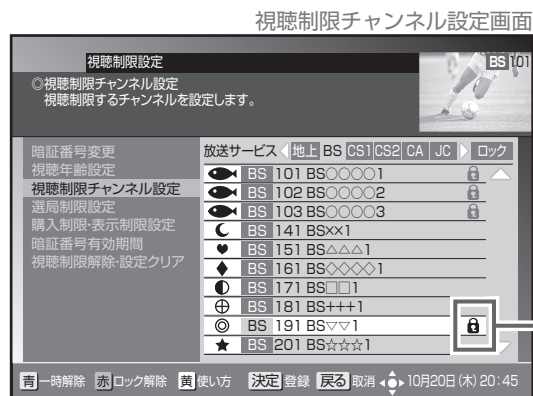 視聴制限チャンネル設定画面
視聴制限設定
BS 101
◎視聴制限チャンネル設定
視聴制限するチャンネルを設定します。
暗証番号変更
視聴年齢設定
視聴制限チャンネル設定
選局制限設定
購入制限・表示制限設定
暗証番号有効期間
視聴制限解除・設定クリア
放送サービス 地上 BS CS1 CS2 CA JC ロック
BS 101 BS○○○○1
BS 102 BS○○○○2
BS 103 BS○○○○3
BS 141 BS××1
BS 151 BS△△△1
BS 161 BS◇◇◇◇1
BS 171 BS□□1
BS 181 BS+++1
BS 191 BS▽▽1
BS 201 BS☆☆☆1
青 一時解除 赤 ロック解除 黄 使い方 決定 登録 戻る 取消 10月20日(木) 20:45